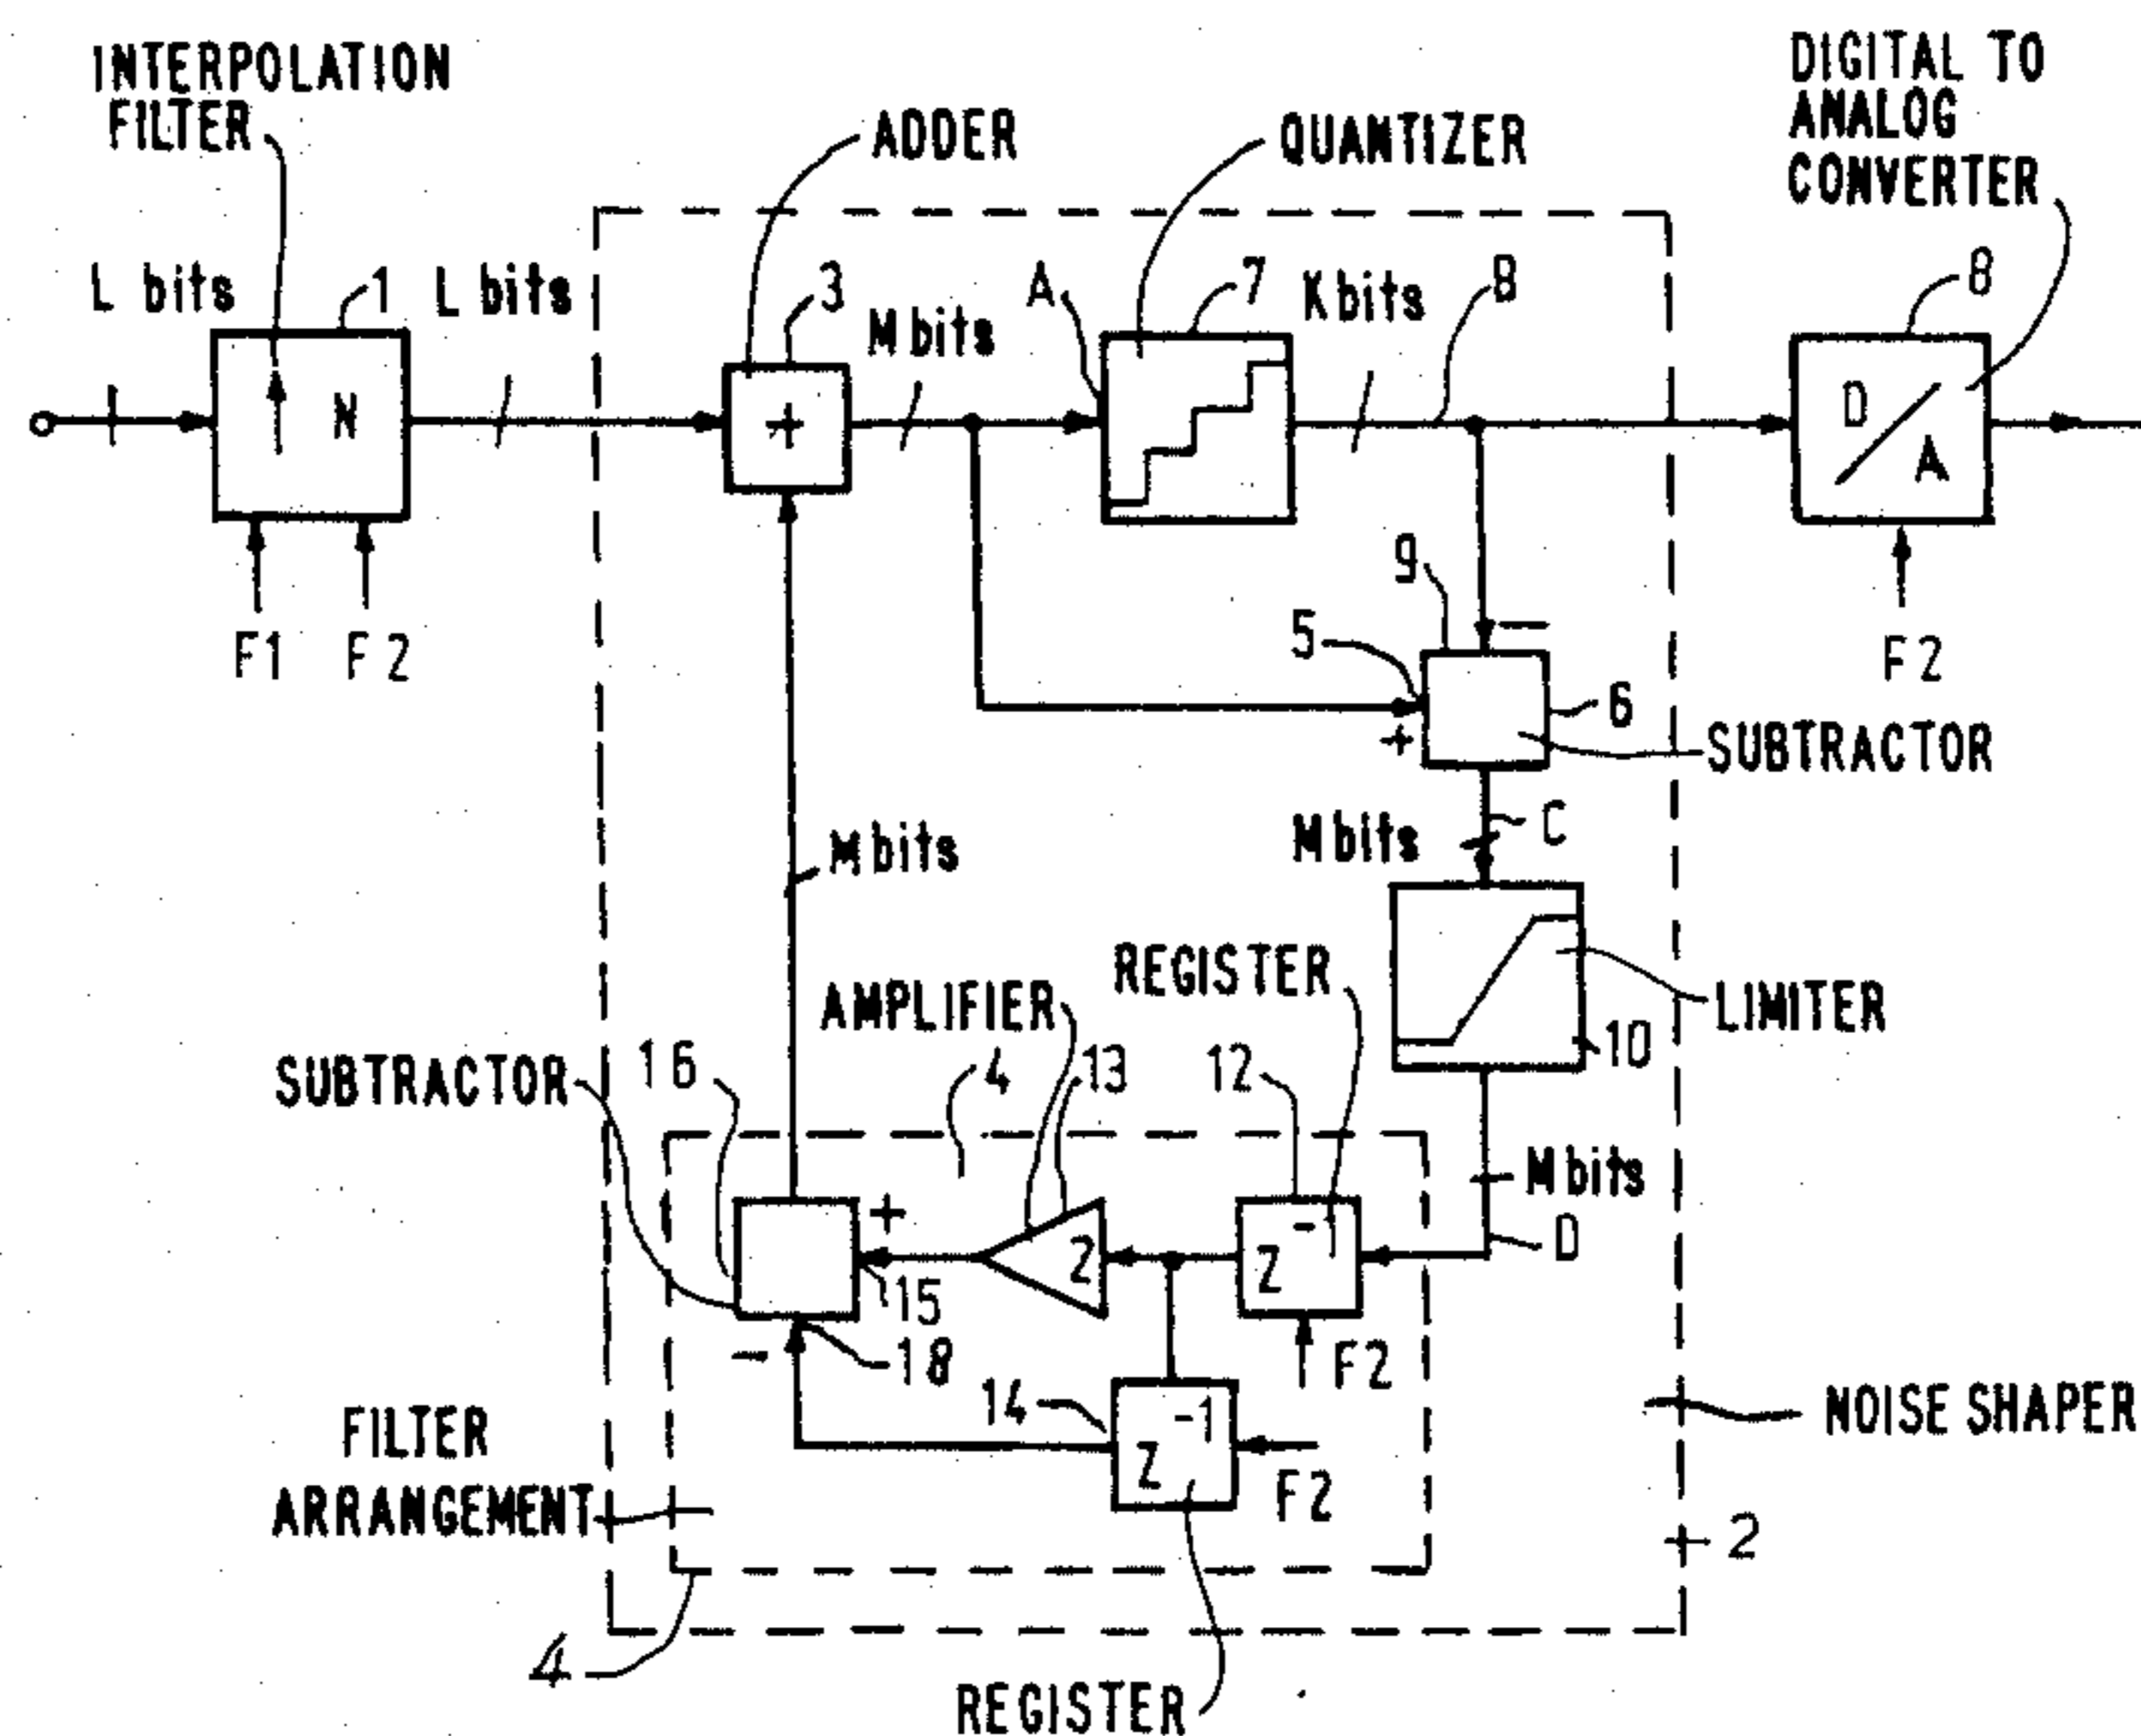 INTERPOLATION
FILTER
ADDER
QUANTIZER
DIGITAL TO
ANALOG
CONVERTER
L bits
1
L bits
3
M bits
A
7
K bits
B
8
N
+
D
A
F1
F2
9
F2
5
6
+
−
SUBTRACTOR
M bits
C
M bits
REGISTER
AMPLIFIER
LIMITER
10
SUBTRACTOR
16
4
13
12
M bits
+
2
Z
-1
D
15
18
-
F2
14
-1
Z
F2
FILTER
ARRANGEMENT
NOISE SHAPER
2
4
REGISTER